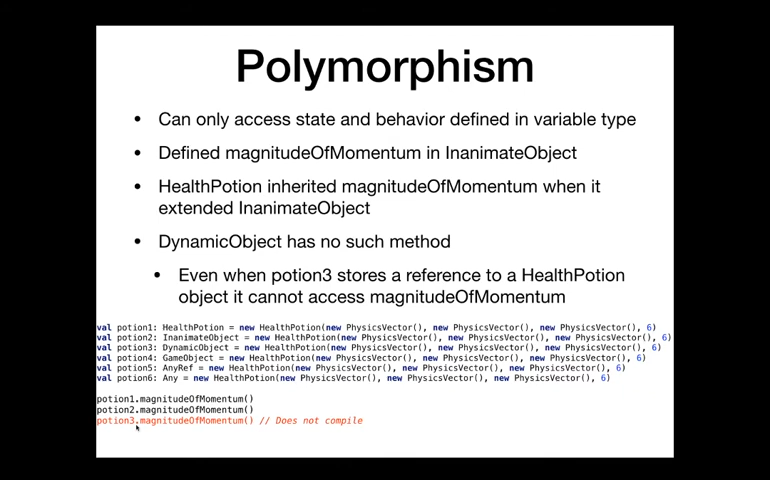 Polymorphism
• Can only access state and behavior defined in variable type
• Defined magnitudeOfMomentum in InanimateObject
• HealthPotion inherited magnitudeOfMomentum when it
extended InanimateObject
• DynamicObject has no such method
• Even when potion3 stores a reference to a HealthPotion
object it cannot access magnitudeOfMomentum
val potion1: HealthPotion = new HealthPotion(new PhysicsVector(), new PhysicsVector(), new PhysicsVector(), 6)
val potion2: InanimateObject = new HealthPotion(new PhysicsVector(), new PhysicsVector(), new PhysicsVector(), 6)
val potion3: DynamicObject = new HealthPotion(new PhysicsVector(), new PhysicsVector(), new PhysicsVector(), 6)
val potion4: GameObject = new HealthPotion(new PhysicsVector(), new PhysicsVector(), new PhysicsVector(), 6)
val potion5: AnyRef = new HealthPotion(new PhysicsVector(), new PhysicsVector(), new PhysicsVector(), 6)
val potion6: Any = new HealthPotion(new PhysicsVector(), new PhysicsVector(), new PhysicsVector(), 6)
potion1.magnitudeOfMomentum()
potion2.magnitudeOfMomentum()
potion3.magnitudeOfMomentum() // Does not compile